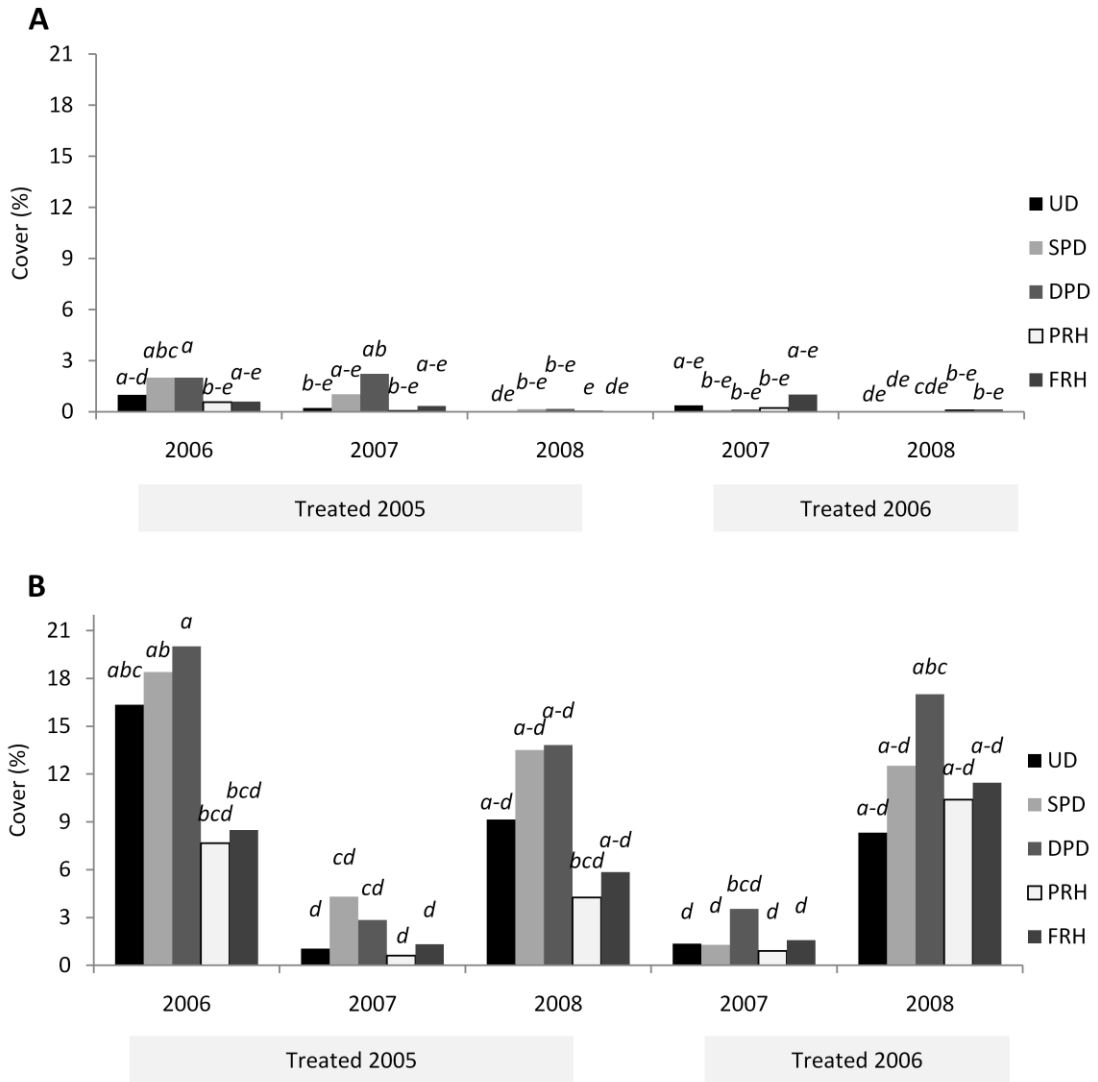 A
21
18
15
12
9
6
3
0
Cover (%)
a-d abc a b-e a-e
b-e a-e ab b-e a-e
de b-e b-e e de
a-e b-e b-e b-e a-e
de de cde b-e b-e
2006 2007 2008 2007 2008
Treated 2005 Treated 2006
UD
SPD
DPD
PRH
FRH
B
21
18
15
12
9
6
3
0
Cover (%)
abc ab a bcd bcd
d cd cd d d
a-d a-d a-d bcd a-d
d d bcd d d
a-d a-d abc a-d a-d
2006 2007 2008 2007 2008
Treated 2005 Treated 2006
UD
SPD
DPD
PRH
FRH